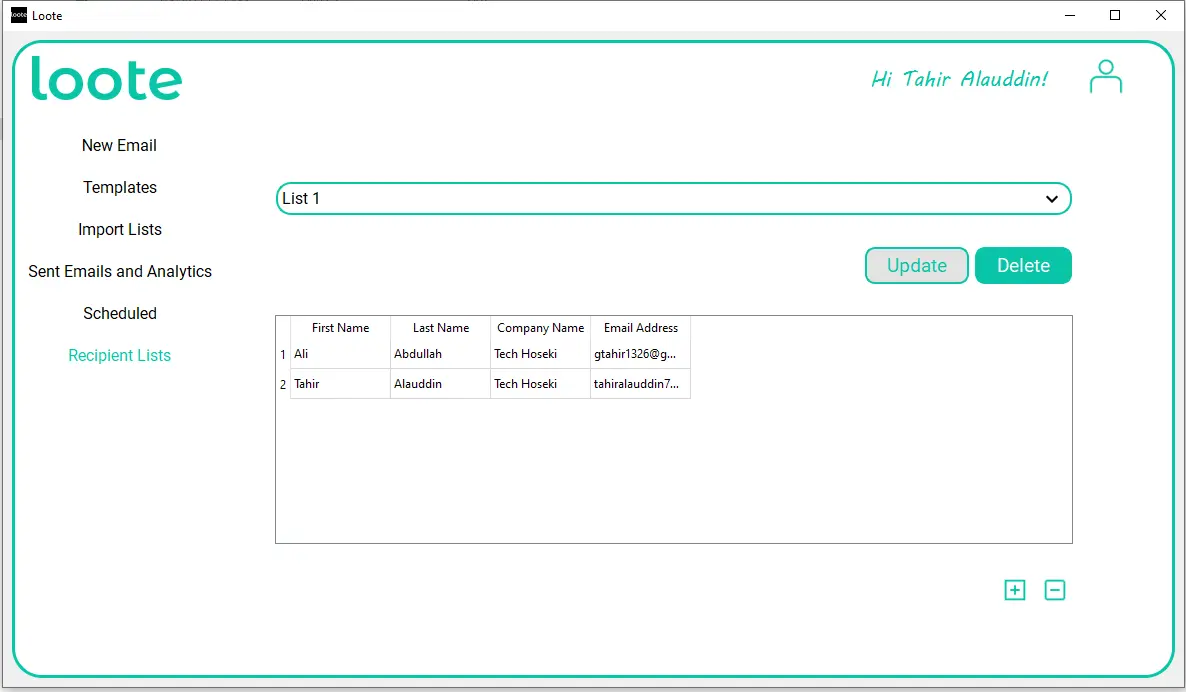 loote Loote
loote
Hi Tahir Alauddin!
New Email
Templates
Import Lists
Sent Emails and Analytics
Scheduled
Recipient Lists
List 1
Update Delete
First Name Last Name Company Name Email Address
1 Ali Abdullah Tech Hoseki gtahir1326@g...
2 Tahir Alauddin Tech Hoseki tahiralauddin7...